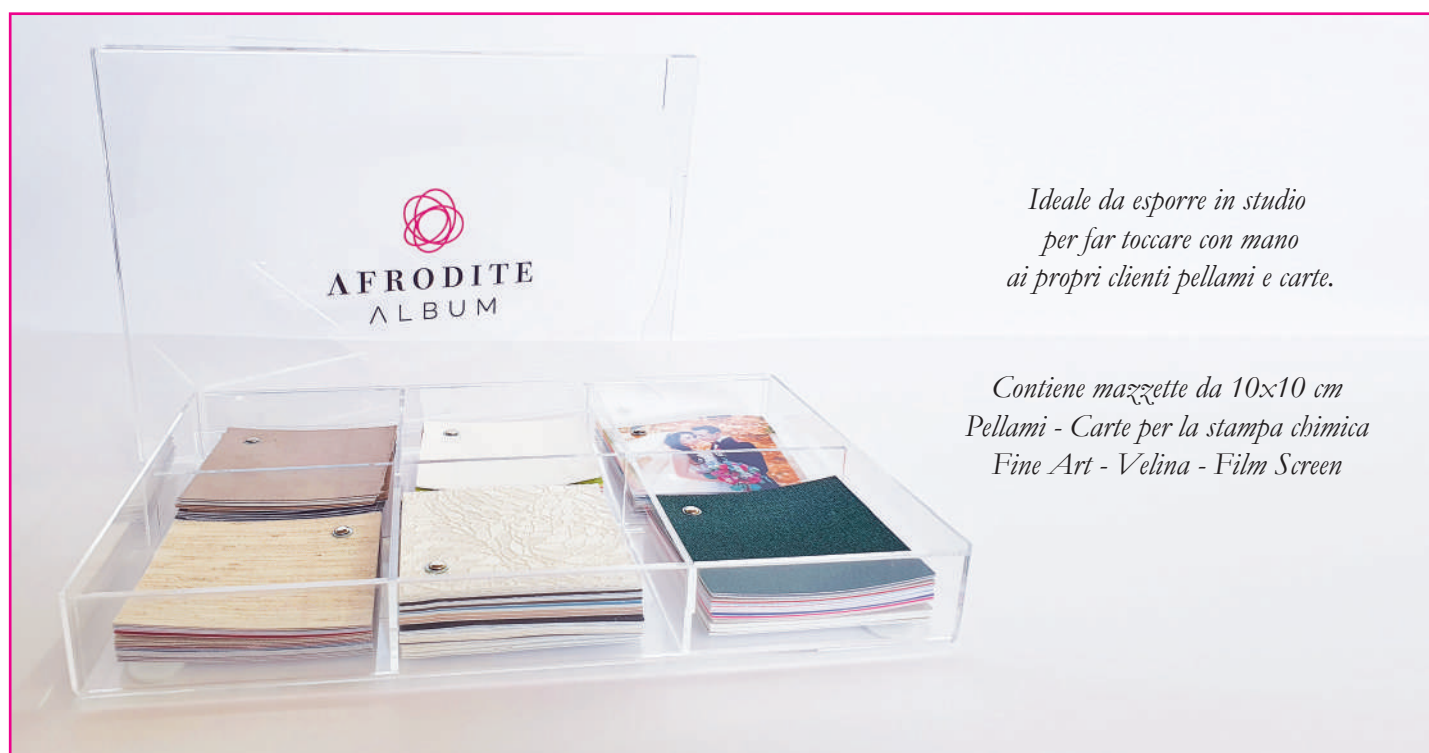 AFRODITE
ALBUM
Ideale da esporre in studio
per far toccare con mano
ai propri clienti pellami e carte.
Contiene mazzette da 10x10 cm
Pellami - Carte per la stampa chimica
Fine Art - Velina - Film Screen